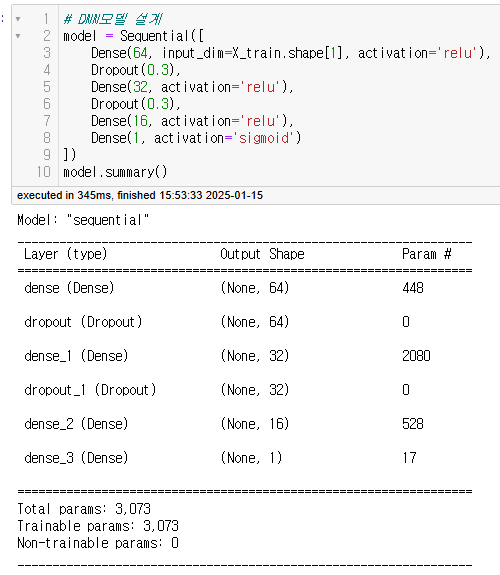 1 # DNN모델 설계
2 model = Sequential([
3 Dense(64, input_dim=X_train.shape[1], activation='relu'),
4 Dropout(0.3),
5 Dense(32, activation='relu'),
6 Dropout(0.3),
7 Dense(16, activation='relu'),
8 Dense(1, activation='sigmoid')
9 ])
10 model.summary()
executed in 345ms, finished 15:53:33 2025-01-15
Model: "sequential"
_________________________________________________________________
Layer (type) Output Shape Param #
=================================================================
dense (Dense) (None, 64) 448
dropout (Dropout) (None, 64) 0
dense_1 (Dense) (None, 32) 2080
dropout_1 (Dropout) (None, 32) 0
dense_2 (Dense) (None, 16) 528
dense_3 (Dense) (None, 1) 17
=================================================================
Total params: 3,073
Trainable params: 3,073
Non-trainable params: 0
_________________________________________________________________